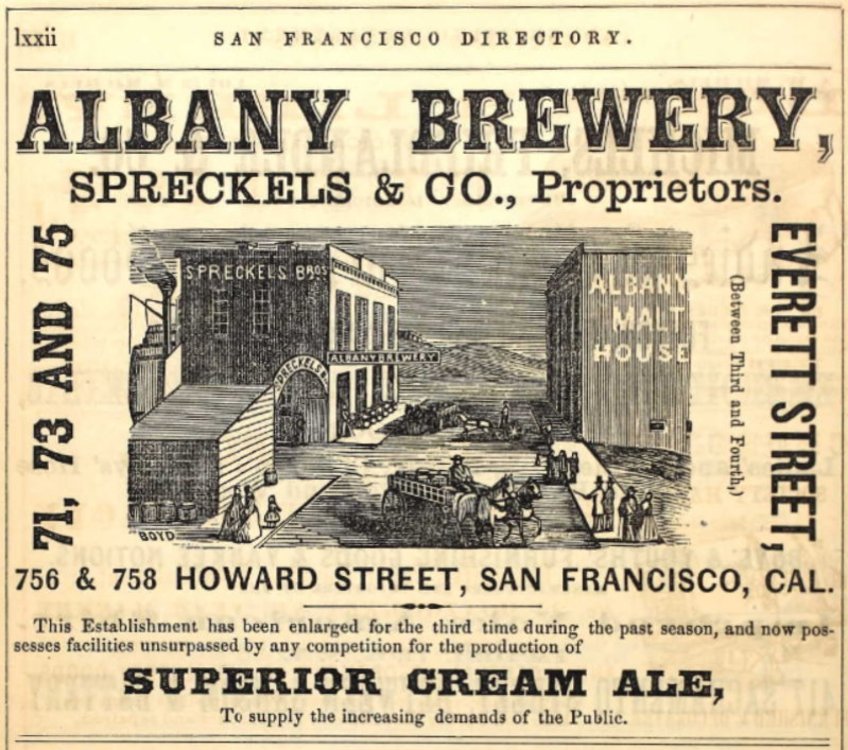 lxxii
SAN FRANCISCO DIRECTORY.
ALBANY BREWERY,
SPRECKELS & CO., Proprietors.
71, 73 AND 75
EVERETT STREET,
(Between Third and Fourth,)
SPRECKELS BROS
ALBANY BREWERY
SPRECKELS
ALBANY
MALT
HOUSE
BOYD
756 & 758 HOWARD STREET, SAN FRANCISCO, CAL.
This Establishment has been enlarged for the third time during the past season, and now pos-
sesses facilities unsurpassed by any competition for the production of
SUPERIOR CREAM ALE,
To supply the increasing demands of the Public.